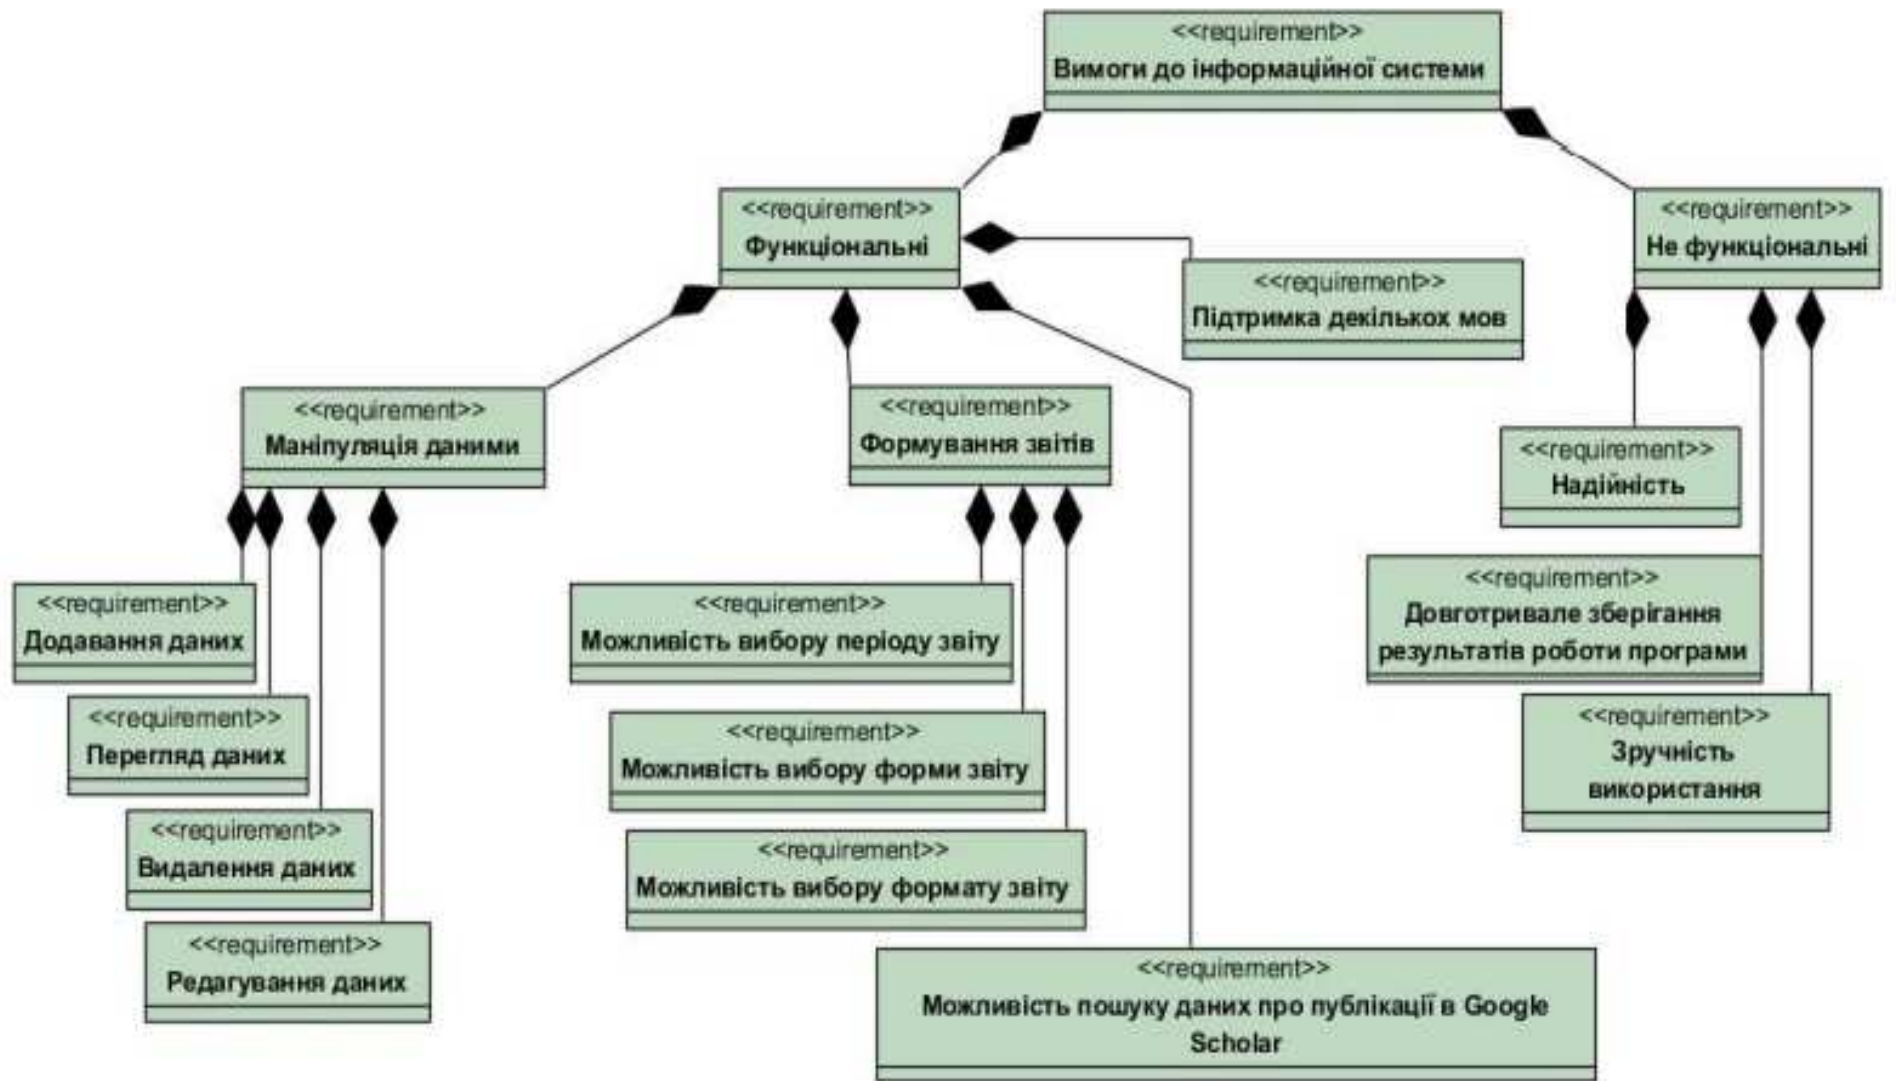 <<requirement>>
Вимоги до інформаційної системи
<<requirement>>
Функціональні
<<requirement>>
Не функціональні
<<requirement>>
Підтримка декількох мов
<<requirement>>
Маніпуляція даними
<<requirement>>
Формування звітів
<<requirement>>
Надійність
<<requirement>>
Додавання даних
<<requirement>>
Можливість вибору періоду звіту
<<requirement>>
Довготривале зберігання
результатів роботи програми
<<requirement>>
Перегляд даних
<<requirement>>
Можливість вибору форми звіту
<<requirement>>
Зручність
використання
<<requirement>>
Видалення даних
<<requirement>>
Можливість вибору формату звіту
<<requirement>>
Редагування даних
<<requirement>>
Можливість пошуку даних про публікації в Google
Scholar